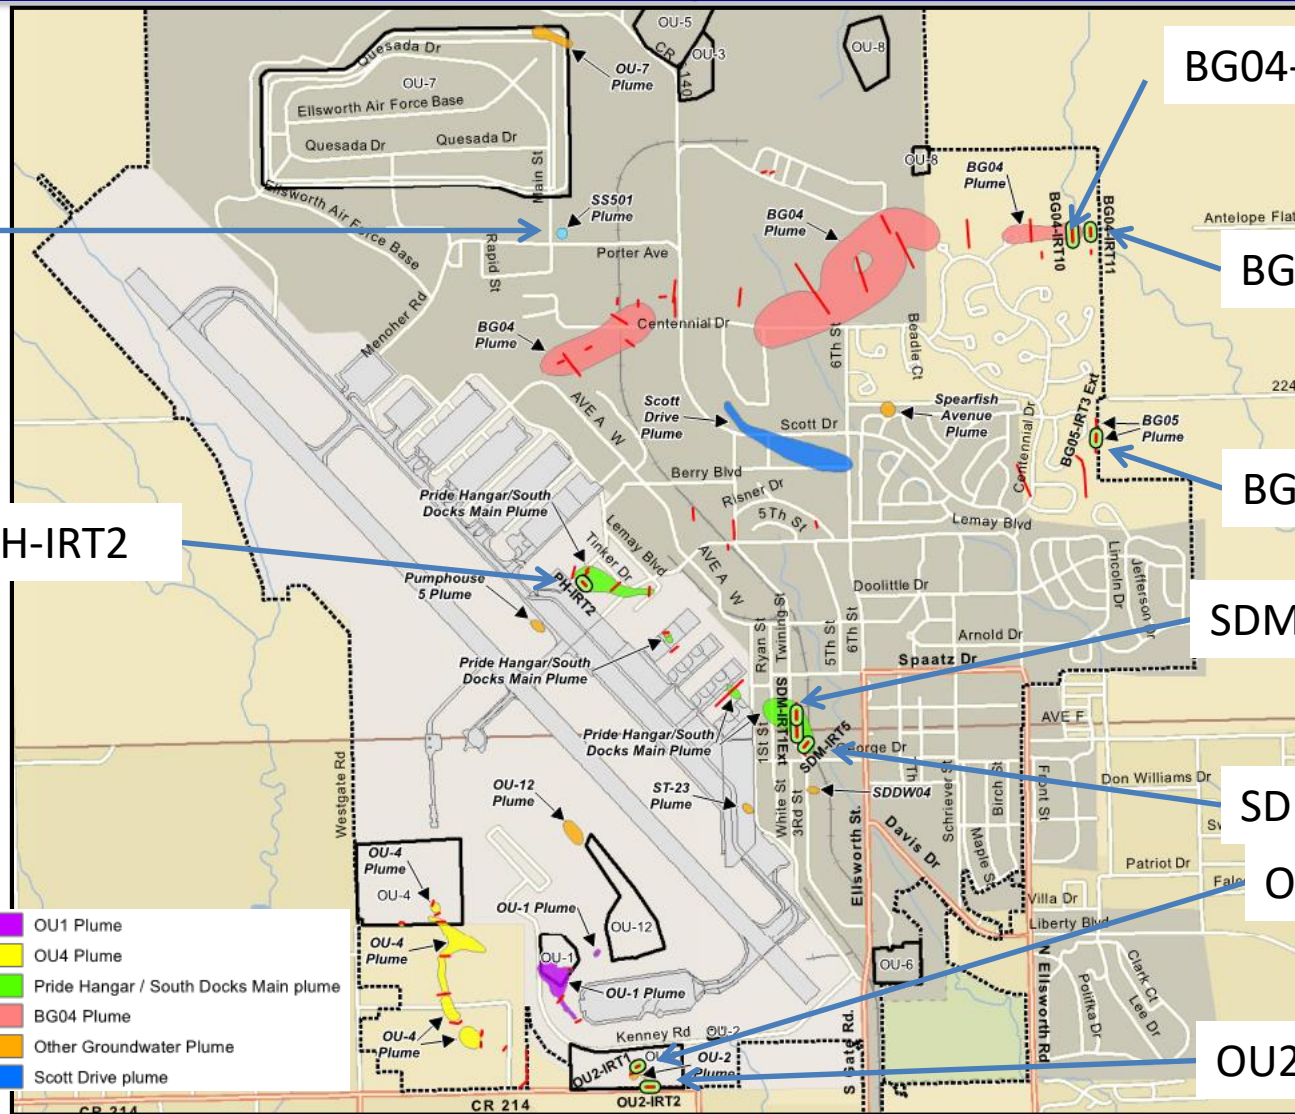 OU-5
OU-3
CR 140
OU-8
BG04-
Quesada Dr
OU-7
Plume
OU-7
Ellsworth Air Force Base
Quesada Dr
Quesada Dr
Main St
OU-8
BG04
Plume
BG04-IRT10
BG04-IRT11
Antelope Flat
Ellsworth Air Force Base
SS501
Plume
BG04
Plume
Porter Ave
Rapid St
BG
Menoher Rd
BG04
Plume
Centennial Dr
6Th St
Beadle Ct
224
AVE A W
Scott
Drive
Plume
Scott Dr
Spearfish
Avenue
Plume
Centennial Dr
BG05-IRT3 Ext
BG05
Plume
Berry Blvd
Risner Dr
BG
Pride Hangar/South
Docks Main Plume
5Th St
Lemay Blvd
Lemay Blvd
Tinker Dr
H-IRT2
PH-IRT2
AVE A W
Lincoln Dr
Jefferson Dr
Pumphouse
5 Plume
Doolittle Dr
Twining St
Ryan St
5Th St
6Th St
Arnold Dr
SDM
Pride Hangar/South
Docks Main Plume
Spaatz Dr
SDM-IRT1Ext
AVE F
Pride Hangar/South
Docks Main Plume
1St St
SDM-IRT5
orge Dr
Westgate Rd
OU-12
Plume
ST-23
Plume
White St
3Rd St
SDDW04
Th
Schriever St
Birch St
Front St
Don Williams Dr
SD
Ellsworth St.
Davis Dr
Maple S
Patriot Dr
OU-4
Plume
OU-4
O
Villa Dr
OU-1 Plume
OU-12
Liberty Blvd
OU-4
Plume
OU-1
OU-6
OU-1 Plume
N Ellsworth Rd
Polifka Dr
Clark Ct
Lee Dr
OU1 Plume
OU4 Plume
Pride Hangar / South Docks Main plume
BG04 Plume
Other Groundwater Plume
Scott Drive plume
OU-4
Plume
Kenney Rd
OU-2
S Gate Rd.
OU2-IRT1
OU-2
Plume
OU2
OU2-IRT2
CR 214
CR 214